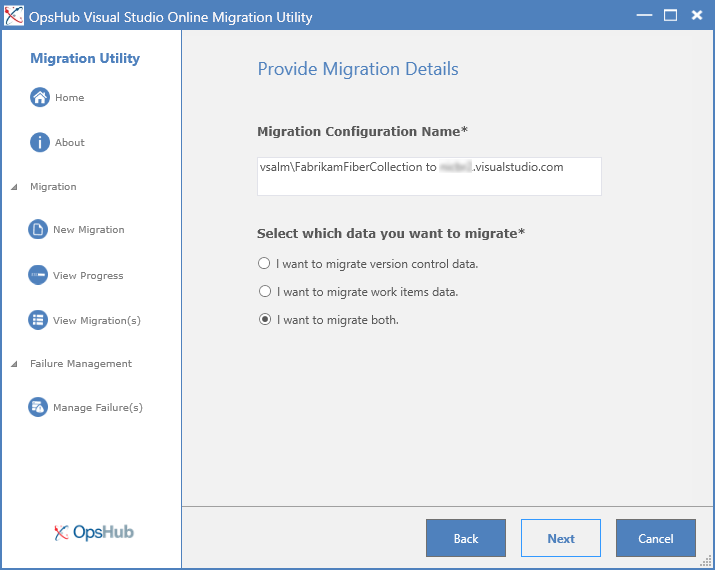 OpsHub Visual Studio Online Migration Utility
Migration Utility
Home
About
Migration
New Migration
View Progress
View Migration(s)
Failure Management
Manage Failure(s)
OpsHub
Provide Migration Details
Migration Configuration Name*
vsalm\FabrikamFiberCollection to .visualstudio.com
Select which data you want to migrate*
I want to migrate version control data.
I want to migrate work items data.
I want to migrate both.
Back
Next
Cancel